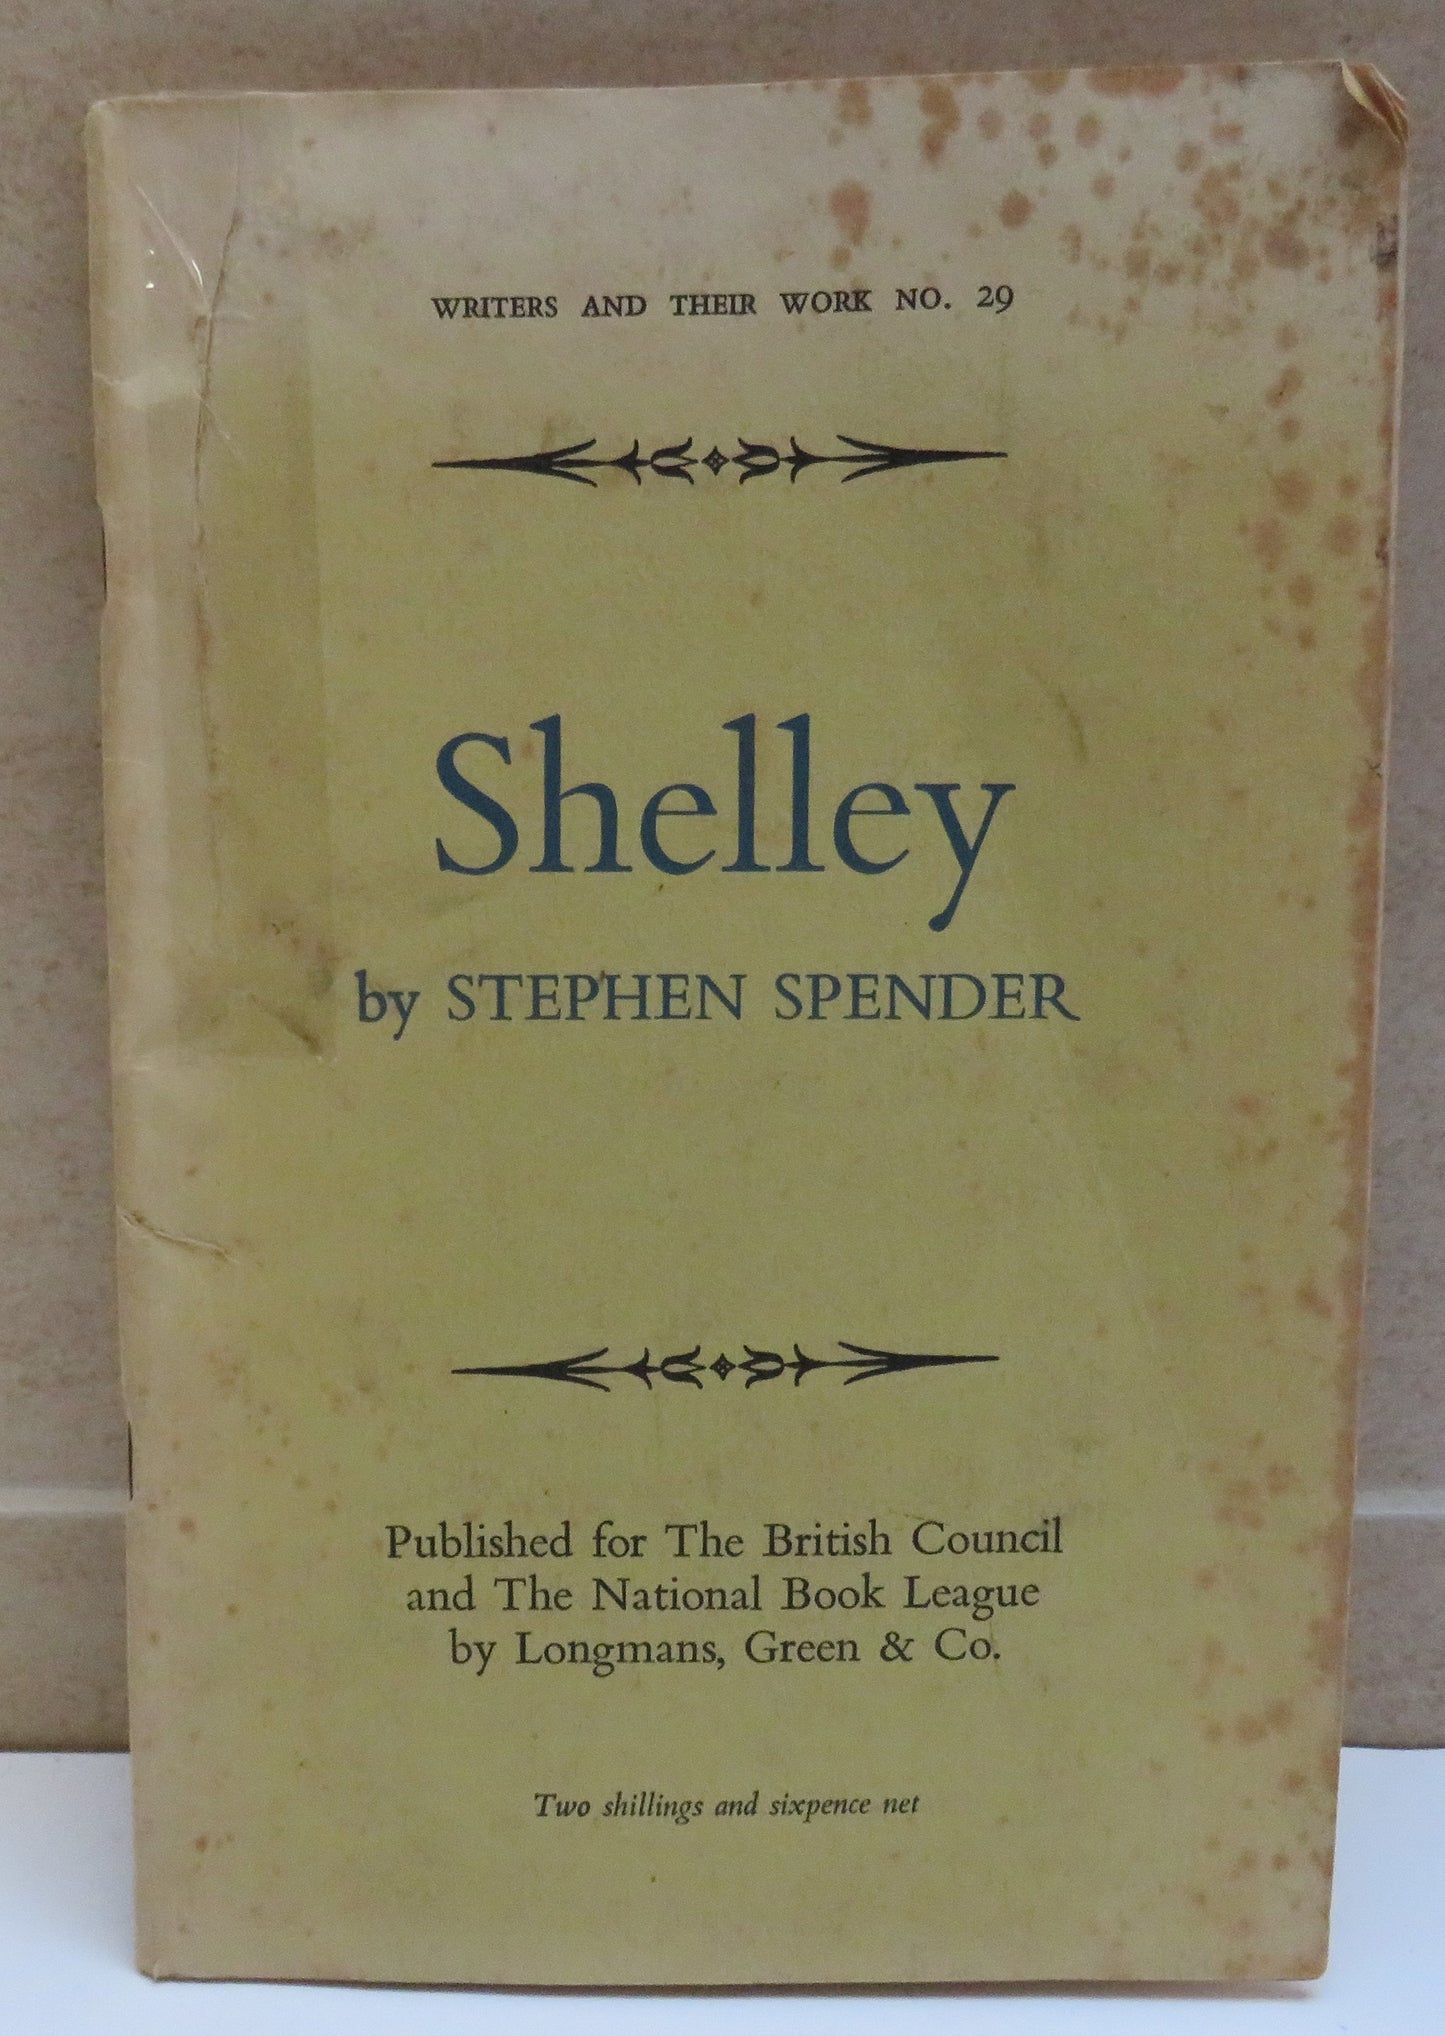 WRITERS AND THEIR WORK NO. 29
Shelley
by STEPHEN SPENDER
Published for The British Council
and The National Book League
by Longmans, Green & Co.
Two shillings and sixpence net